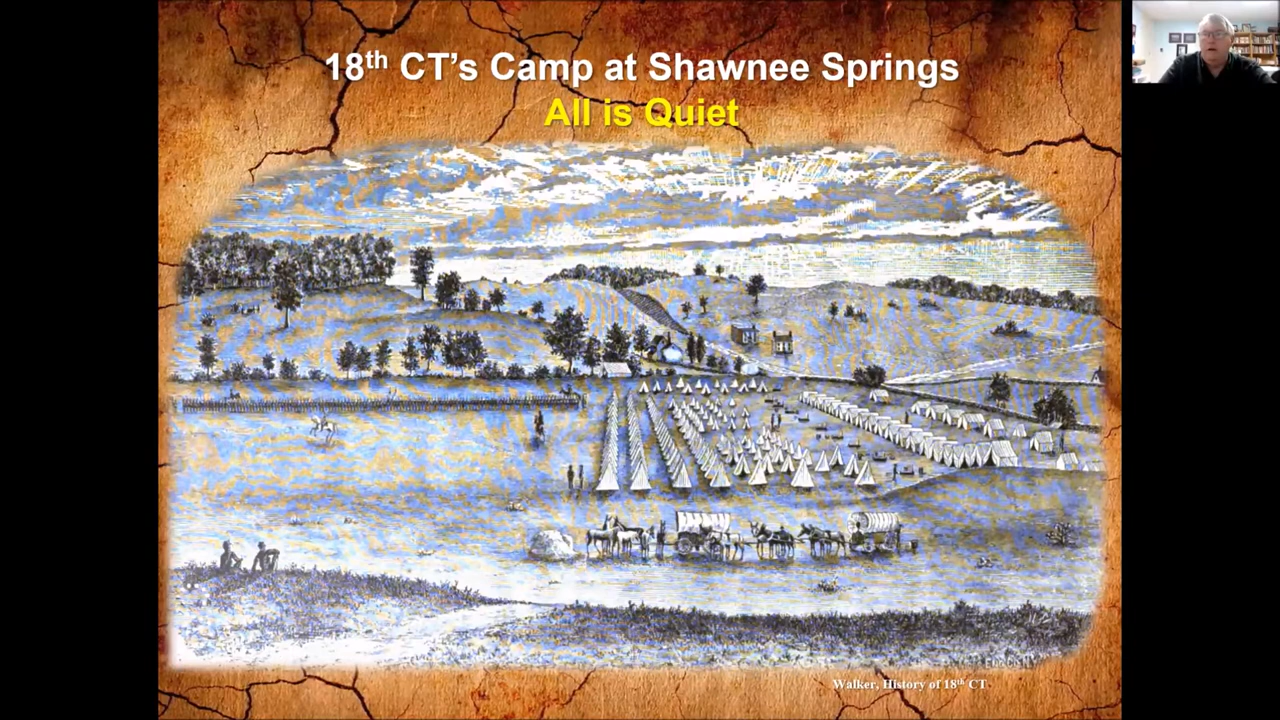 18th CT’s Camp at Shawnee Springs
All is Quiet
Walker, History of 18th CT